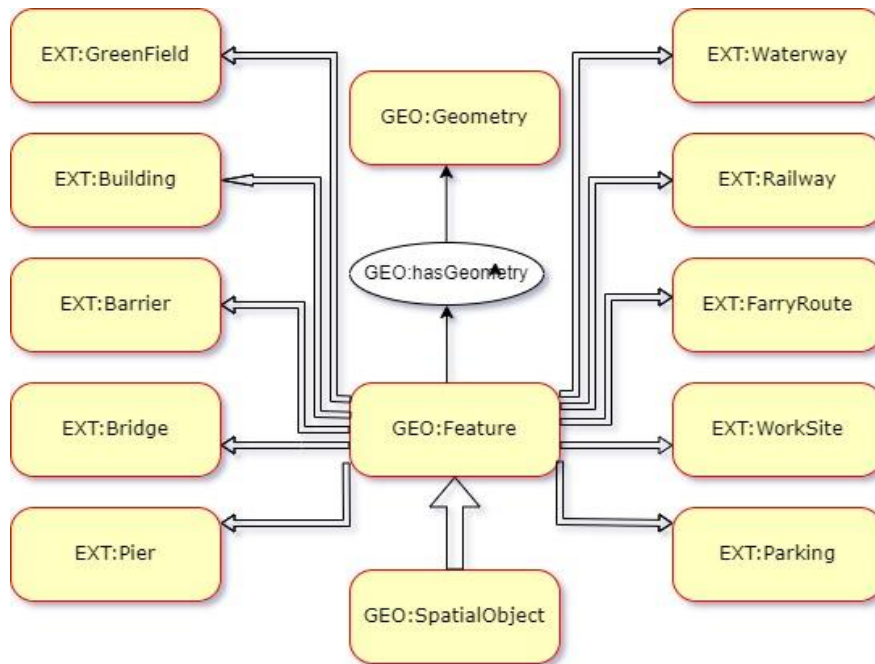 EXT:GreenField
EXT:Waterway
GEO:Geometry
EXT:Building
EXT:Railway
GEO:hasGeometry
EXT:Barrier
EXT:FarryRoute
EXT:Bridge
GEO:Feature
EXT:WorkSite
EXT:Pier
EXT:Parking
GEO:SpatialObject